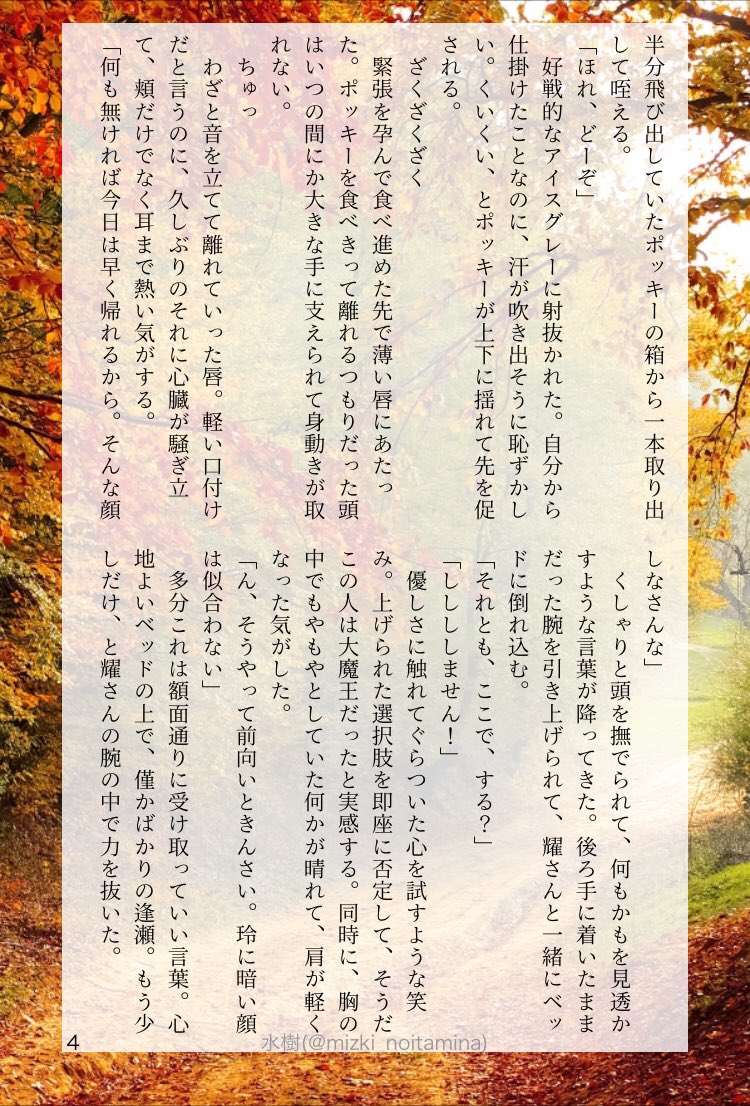 半分飛び出していたポッキーの箱から一本取り出
して咥える。
「ほれ、どーぞ」
好戦的なアイスグレーに射抜かれた。自分から
仕掛けたことなのに、汗が吹き出そうに恥ずかし
い。くいくい、とポッキーが上下に揺れて先を促
される。
ざくざくざく
緊張を孕んで食べ進めた先で薄い唇にあたっ
た。ポッキーを食べきって離れるつもりだった頭
はいつの間にか大きな手に支えられて身動きが取
れない。
ちゅっ
わざと音を立てて離れていった唇。軽い口付け
だと言うのに、久しぶりのそれに心臓が騒ぎ立
て、頬だけでなく耳まで熱い気がする。
「何も無ければ今日は早く帰れるから。そんな顔
しなさんな」
くしゃりと頭を撫でられて、何もかもを見透か
すような言葉が降ってきた。後ろ手に着いたまま
だった腕を引き上げられて、耀さんと一緒にベッ
ドに倒れ込む。
「それとも、ここで、する？」
「しししししません！」
優しさに触れてぐらついた心を試すような笑
み。上げられた選択肢を即座に否定して、そうだ
この人は大魔王だったと実感する。同時に、胸の
中でもやもやとしていた何かが晴れて、肩が軽く
なった気がした。
「ん、そうやって前向いときんさい。玲に暗い顔
は似合わない」
多分これは額面通りに受け取っていい言葉。心
地よいベッドの上で、僅かばかりの逢瀬。もう少
しだけ、と耀さんの腕の中で力を抜いた。
4
水樹(@mizki_noitamina)